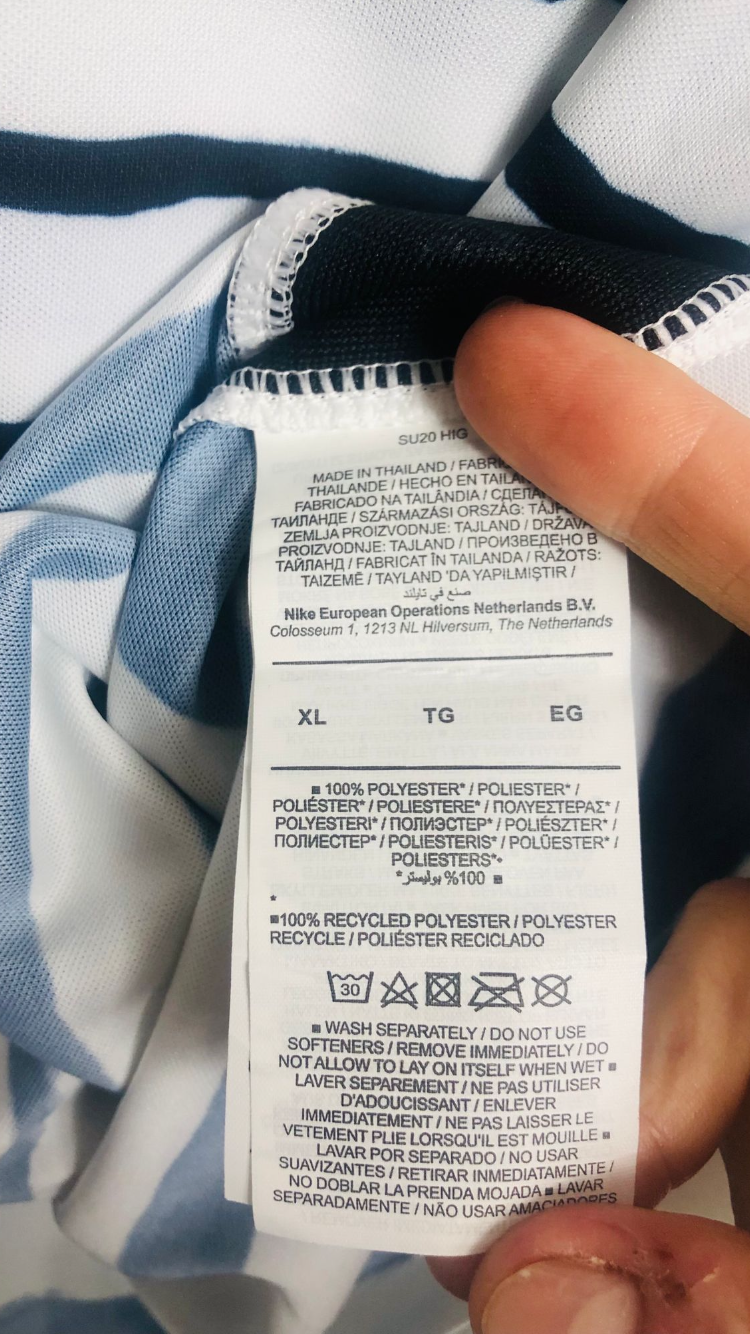 SU20 HIG
MADE IN THAILAND /
THAILANDE / HECHO EN
FABRICADO NA TAILÂNDIA /
ТАИЛАНДЕ / SZÁRMAZÁSI ORSZÁG:
ZEMLJA PROIZVODNJE: TAJLAND / DRŽAVA
PROIZVODNJE: TAJLAND / ПРОИЗВЕДЕНО В
ТАЙЛАНД / FABRICAT ÎN TAILANDA / RAŽOTS:
TAIZEMĒ / TAYLAND 'DA YAPILMIŞTIR /
صنع في تايلند
Nike European Operations Netherlands B.V.
Colosseum 1, 1213 NL Hilversum, The Netherlands
XL TG EG
■ 100% POLYESTER* / POLIESTER* /
POLIÉSTER* / POLIESTERE* / ΠΟΛΥΕΣΤΕΡΑΣ* /
POLYESTERI* / ПОЛИЭСТЕР* / POLIÉSZTER* /
ПОЛИЕСТЕР* / POLIESTERIS* / POLÜESTER* /
POLIESTERS*•
■ 100% بوليستر*
*
■100% RECYCLED POLYESTER / POLYESTER
RECYCLE / POLIÉSTER RECICLADO
30
■ WASH SEPARATELY / DO NOT USE
SOFTENERS / REMOVE IMMEDIATELY / DO
NOT ALLOW TO LAY ON ITSELF WHEN WET ■
LAVER SEPAREMENT / NE PAS UTILISER
D'ADOUCISSANT / ENLEVER
IMMEDIATEMENT / NE PAS LAISSER LE
VETEMENT PLIE LORSQU'IL EST MOUILLE ■
LAVAR POR SEPARADO / NO USAR
SUAVIZANTES / RETIRAR INMEDIATAMENTE /
NO DOBLAR LA PRENDA MOJADA ■ LAVAR
SEPARADAMENTE / NÃO USAR AMACIADORES